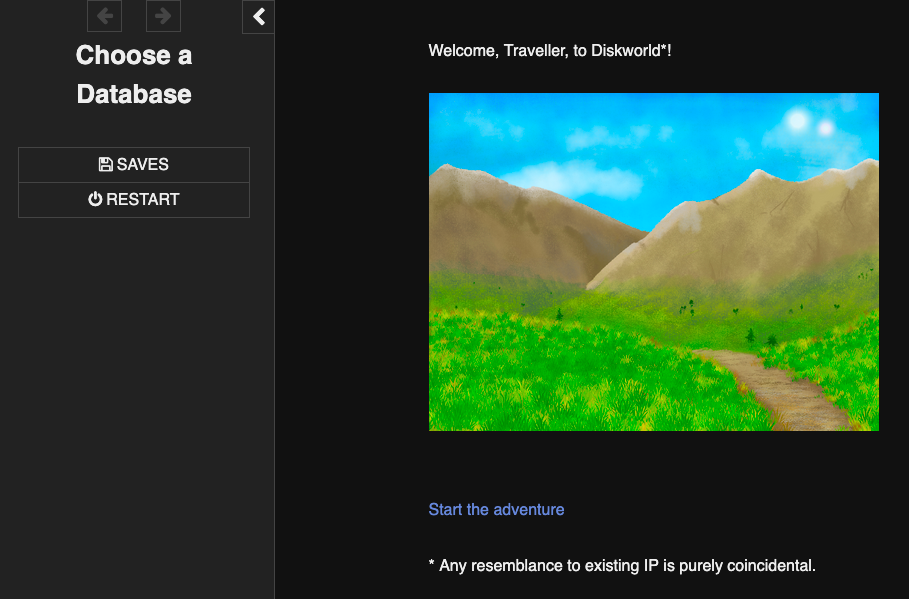 Choose a
Database
SAVES
RESTART
Welcome, Traveller, to Diskworld*!
Start the adventure
* Any resemblance to existing IP is purely coincidental.